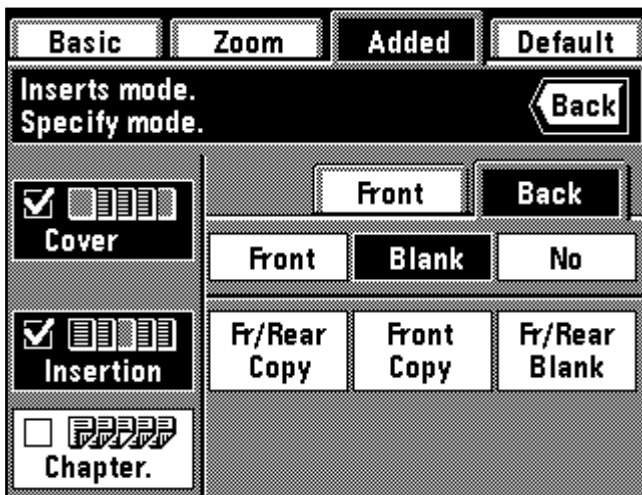 Basic
Zoom
Added
Default
Inserts mode.
Specify mode.
Back
Cover
Insertion
Chapter.
Front
Back
Front
Blank
No
Fr/Rear
Copy
Front
Copy
Fr/Rear
Blank